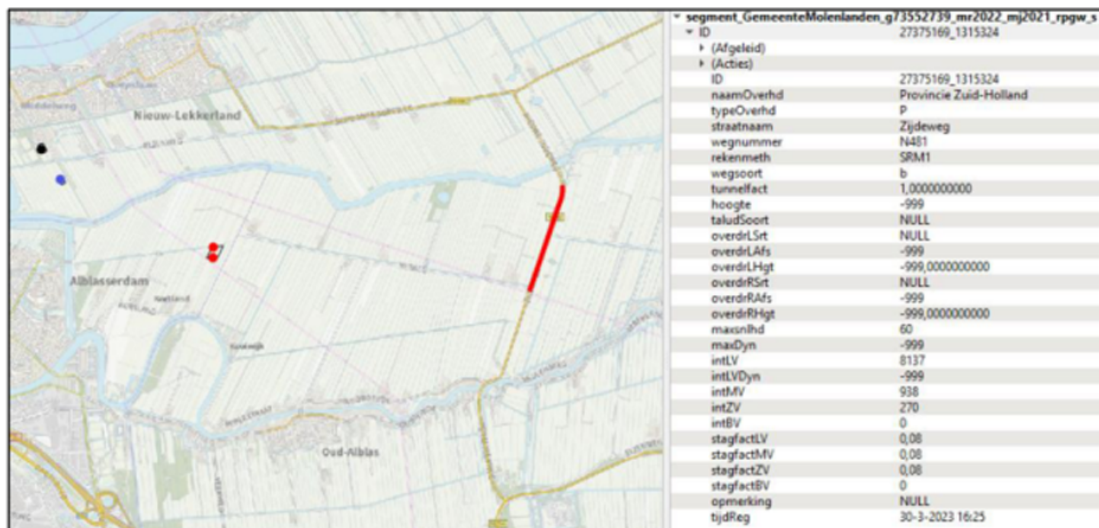 Nieuw-Lekkerland
Alblasserdam
Oud-Alblas
segment_GemeenteMolenlanden_g73552739_mr2022_mj2021_rpgw_s
ID 27375169_1315324
(Afgeleid)
(Acties)
ID 27375169_1315324
naamOverhd Provincie Zuid-Holland
typeOverhd P
straatnaam Zijdeweg
wegnummer N481
rekenmeth SRM1
wegsoort b
tunnelfact 1,0000000000
hoogte -999
taludSoort NULL
overdrLSrt NULL
overdrLAfs -999
overdrLHgt -999,0000000000
overdrRSrt NULL
overdrRAfs -999
overdrRHgt -999,0000000000
maxsnlhd 60
maxDyn -999
intLV 8137
intLVDyn -999
intMV 938
intZV 270
intBV 0
stagfactLV 0,08
stagfactMV 0,08
stagfactZV 0,08
stagfactBV 0
opmerking NULL
tijdReg 30-3-2023 16:25